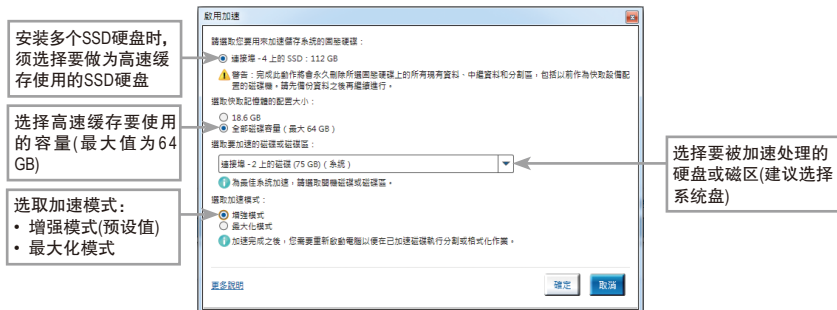 啟用加速
請選取您要用來加速儲存系統的固態硬碟：
連接埠 - 4 上的 SSD：112 GB
警告：完成此動作將會永久刪除所選固態硬碟上的所有現有資料、中繼資料和分割區，包括以前作為快取設備配
置的磁碟機。請先備份資料之後再繼續進行。
選取快取記憶體的配置大小：
18.6 GB
全部磁碟容量（最大 64 GB）
選取要加速的磁碟或磁碟區：
連接埠 - 2 上的磁碟 (75 GB)（系統）
為最佳系統加速，請選取開機磁碟或磁碟區。
選取加速模式：
增強模式
最大化模式
加速完成之後，您需要重新啟動電腦以便在已加速磁碟執行分割或格式化作業。
更多說明
確定
取消
安装多个SSD硬盘时,
须选择要做为高速缓
存使用的SSD硬盘
选择高速缓存要使用
的容量(最大值为64
GB)
选取加速模式：
• 增强模式(预设值)
• 最大化模式
选择要被加速处理的
硬盘或磁区(建议选择
系统盘)